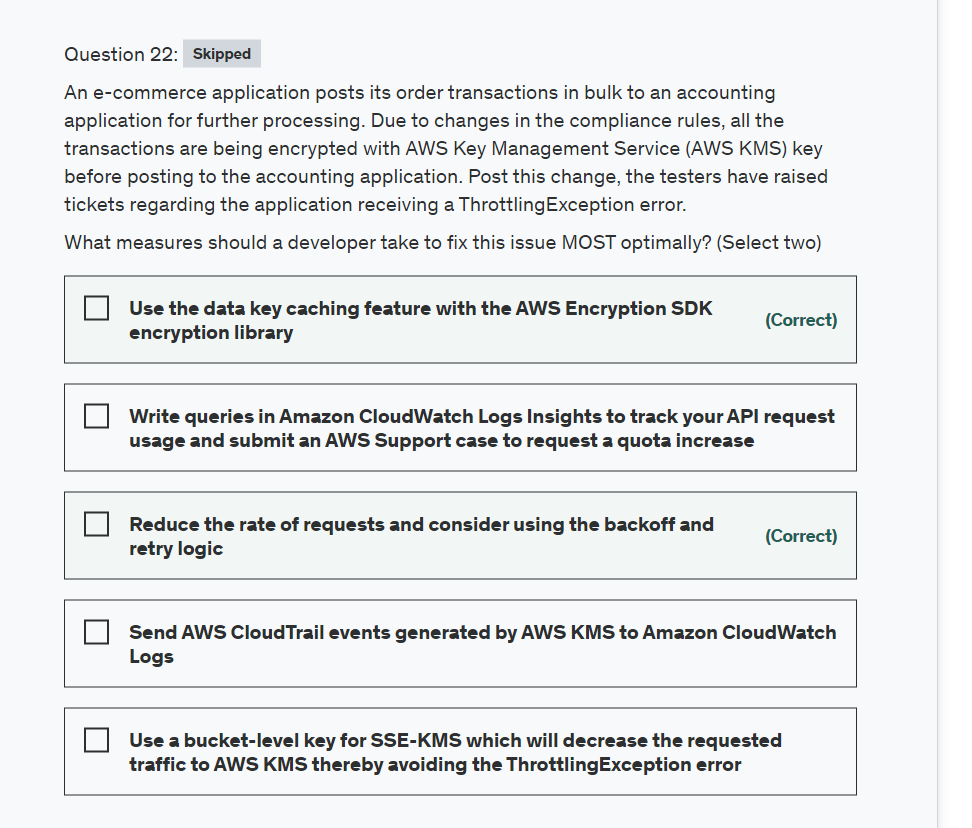 Question 22: Skipped
An e-commerce application posts its order transactions in bulk to an accounting
application for further processing. Due to changes in the compliance rules, all the
transactions are being encrypted with AWS Key Management Service (AWS KMS) key
before posting to the accounting application. Post this change, the testers have raised
tickets regarding the application receiving a ThrottlingException error.
What measures should a developer take to fix this issue MOST optimally? (Select two)
Use the data key caching feature with the AWS Encryption SDK
encryption library
(Correct)
Write queries in Amazon CloudWatch Logs Insights to track your API request
usage and submit an AWS Support case to request a quota increase
Reduce the rate of requests and consider using the backoff and
retry logic
(Correct)
Send AWS CloudTrail events generated by AWS KMS to Amazon CloudWatch
Logs
Use a bucket-level key for SSE-KMS which will decrease the requested
traffic to AWS KMS thereby avoiding the ThrottlingException error